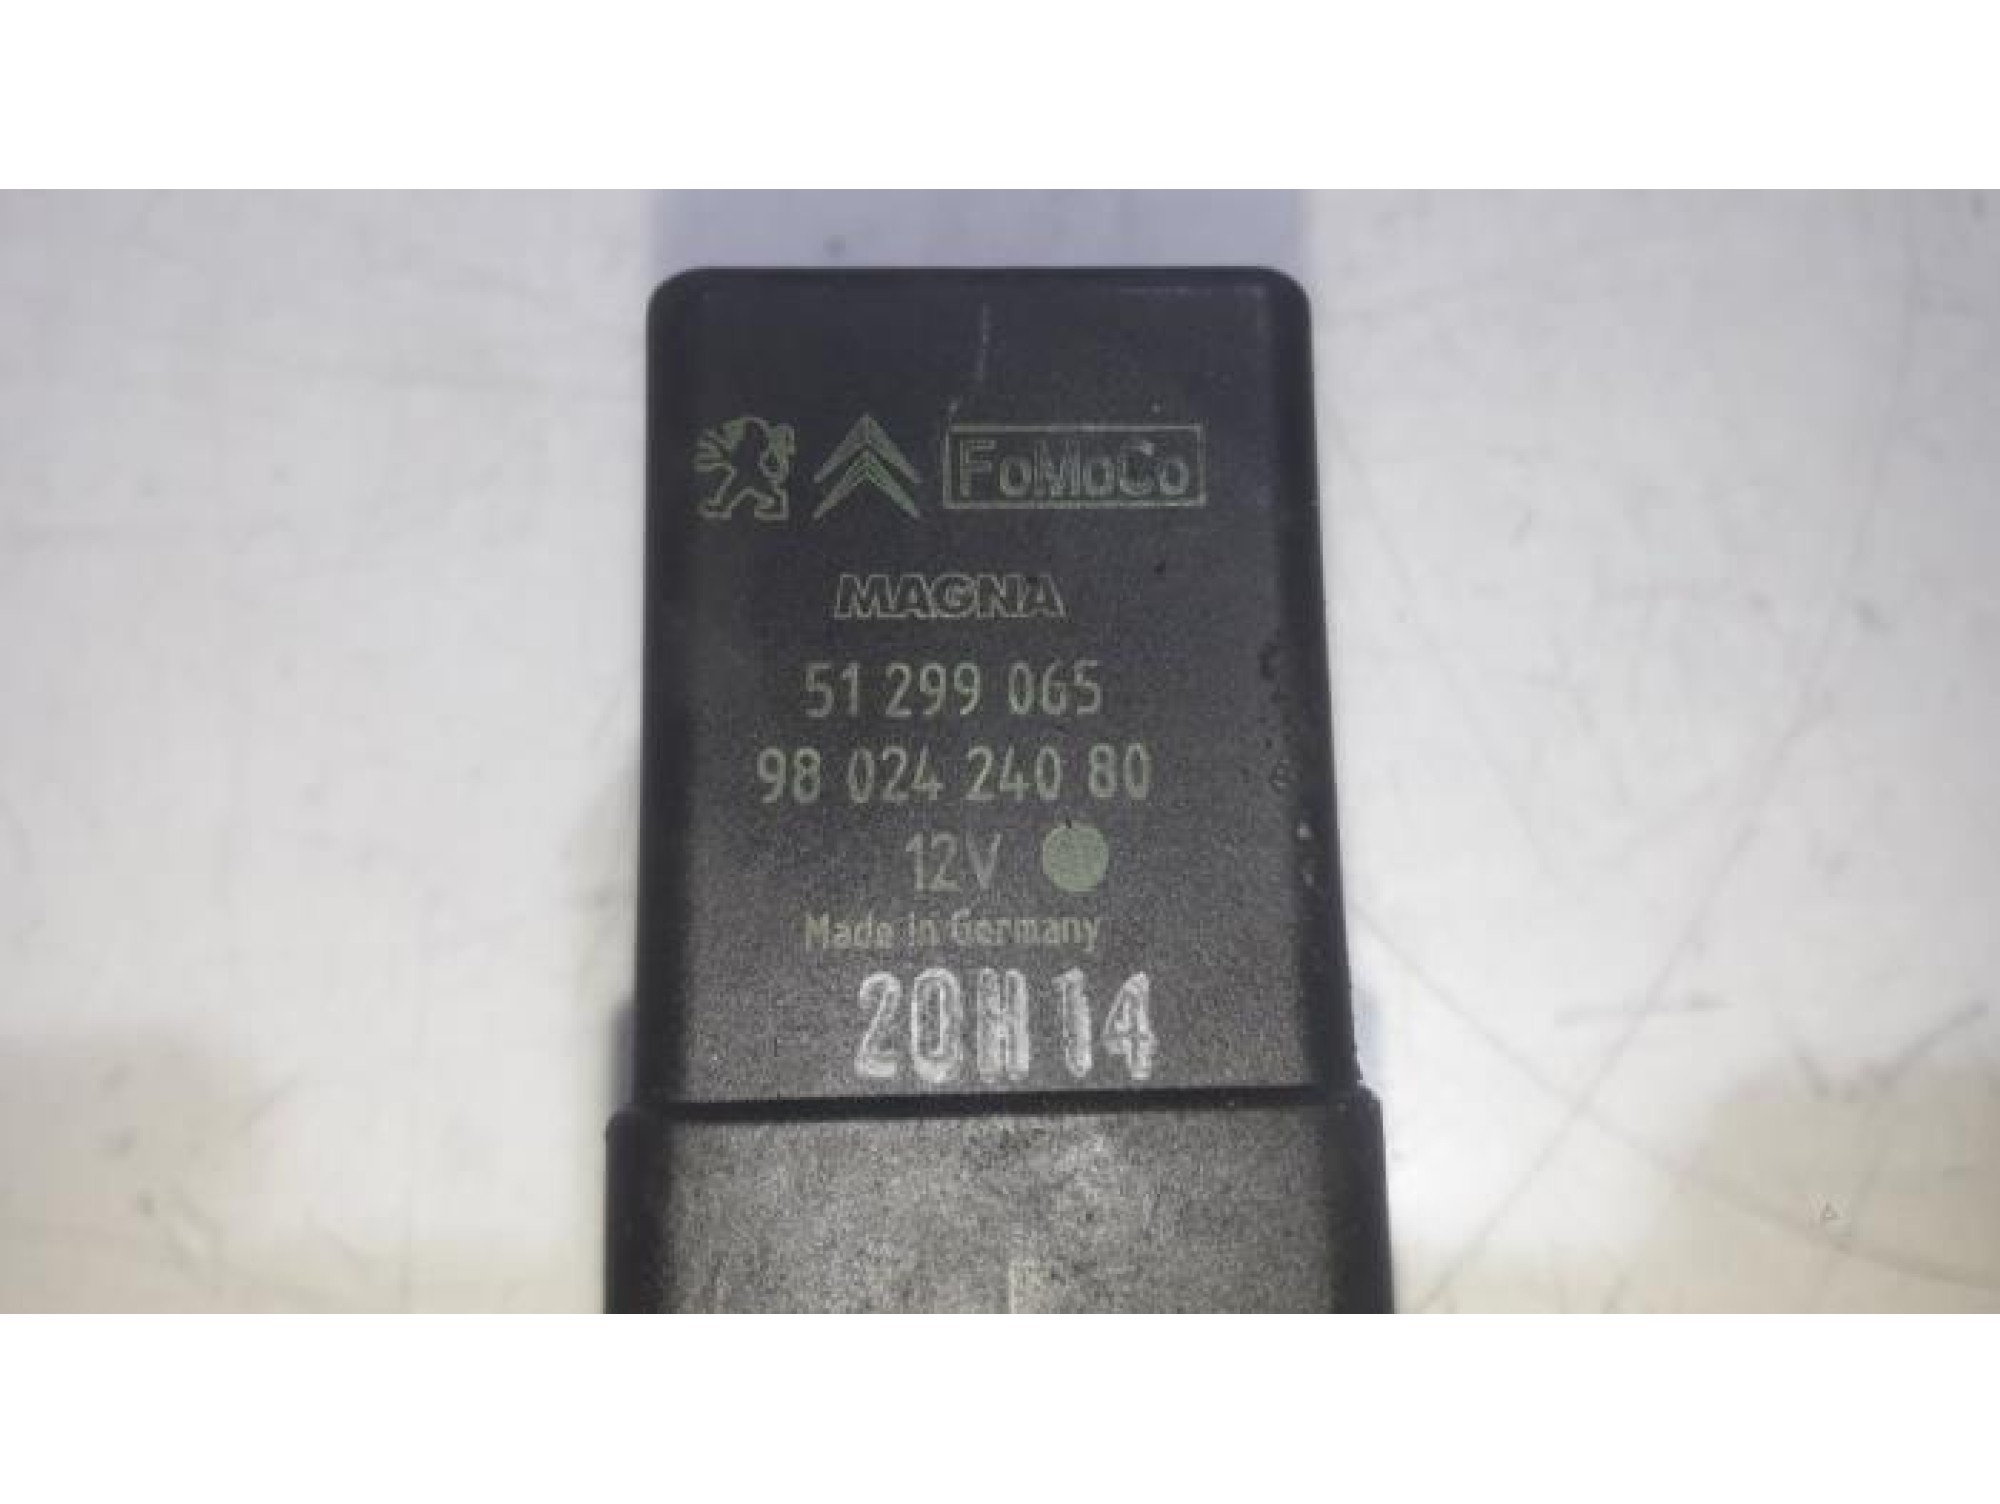 FoMoCo
MAGNA
51 299 065
98 024 240 80
12V
Made in Germany
20H14